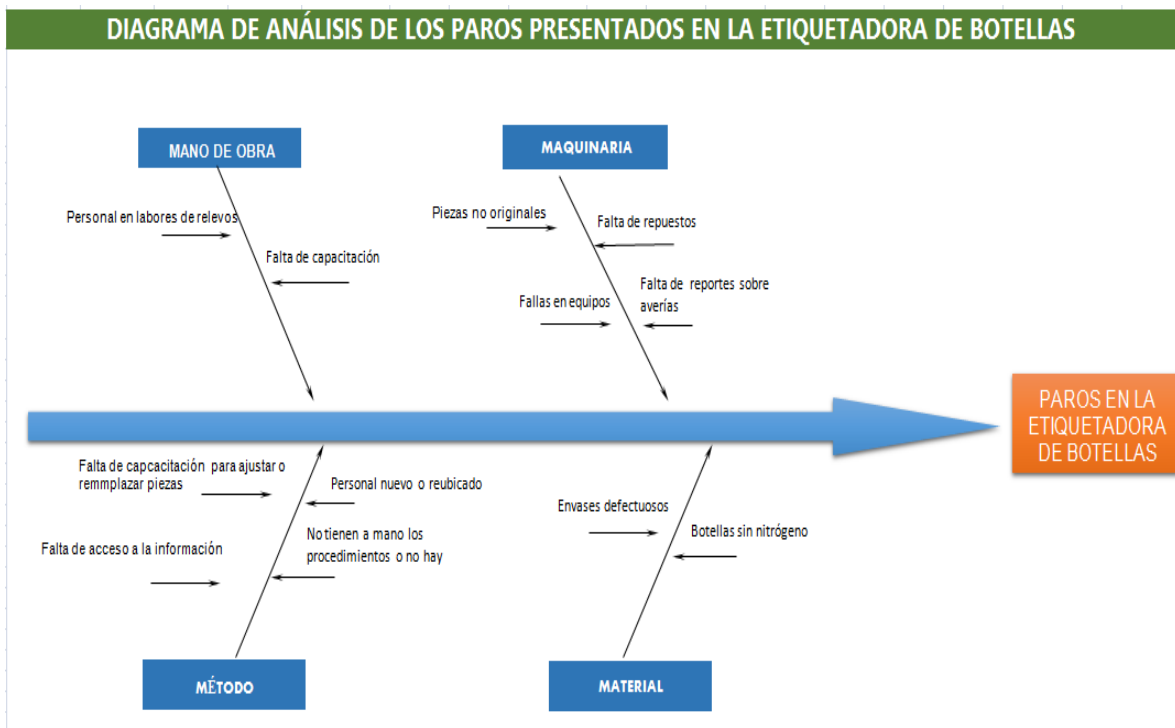 DIAGRAMA DE ANÁLISIS DE LOS PAROS PRESENTADOS EN LA ETIQUETADORA DE BOTELLAS
MANO DE OBRA
MAQUINARIA
Personal en labores de relevos
Falta de capacitación
Piezas no originales
Falta de repuestos
Fallas en equipos
Falta de reportes sobre
averías
PAROS EN LA
ETIQUETADORA
DE BOTELLAS
Falta de capcacitación para ajustar o
remmplazar piezas
Personal nuevo o reubicado
Falta de acceso a la información
No tienen a mano los
procedimientos o no hay
Envases defectuosos
Botellas sin nitrógeno
MÉTODO
MATERIAL